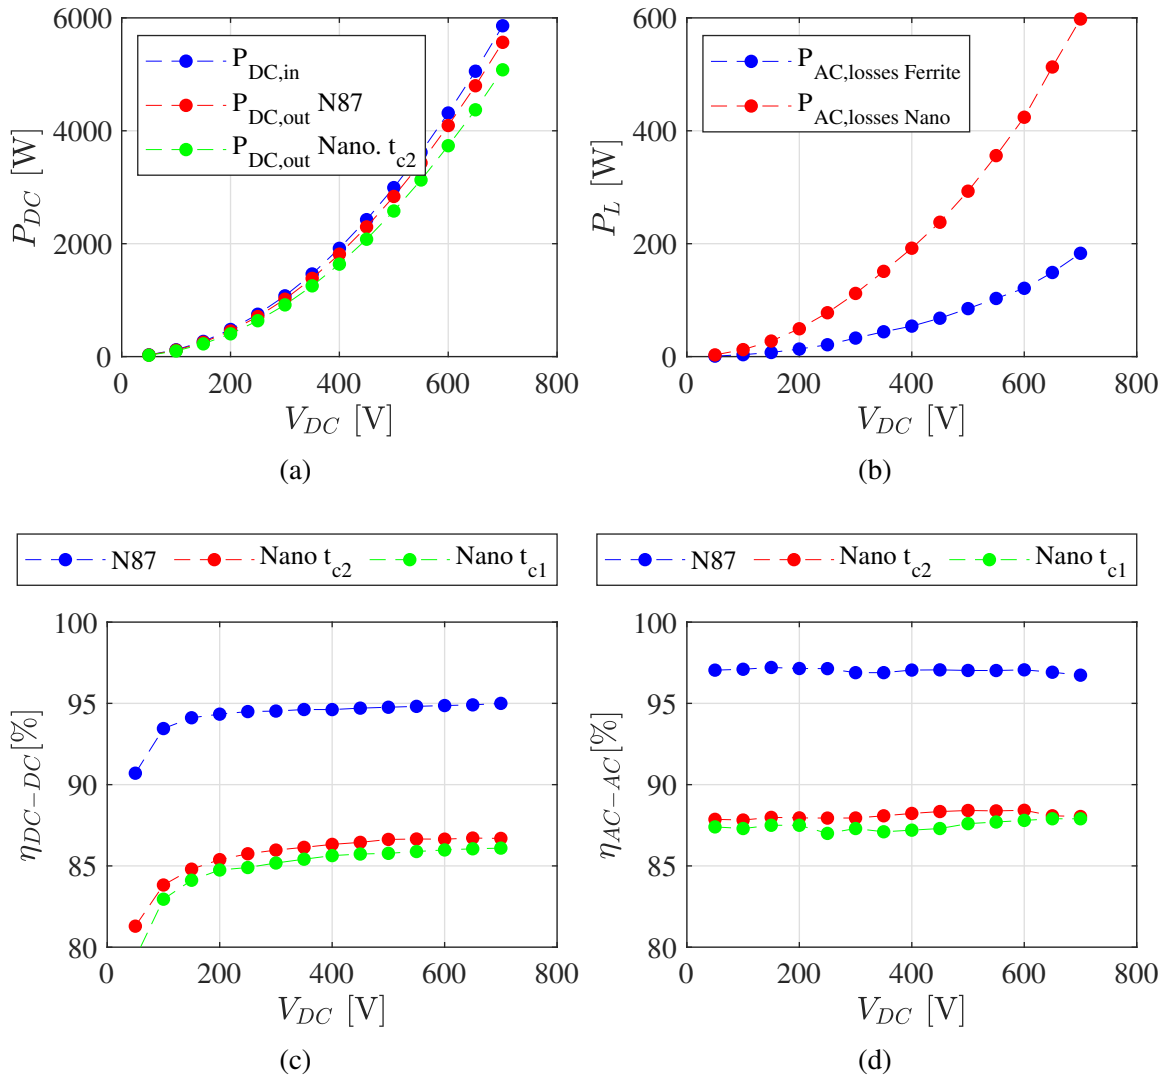 6000
4000
2000
0
P_DC [W]
P_DC,in
P_DC,out N87
P_DC,out Nano. t_c2
0 200 400 600 800
V_DC [V]
(a)
600
400
200
0
P_L [W]
P_AC,losses Ferrite
P_AC,losses Nano
0 200 400 600 800
V_DC [V]
(b)
N87 Nano t_c2 Nano t_c1
100
95
90
85
80
η_DC−DC[%]
0 200 400 600 800
V_DC [V]
(c)
N87 Nano t_c2 Nano t_c1
100
95
90
85
80
η_AC−AC[%]
0 200 400 600 800
V_DC [V]
(d)